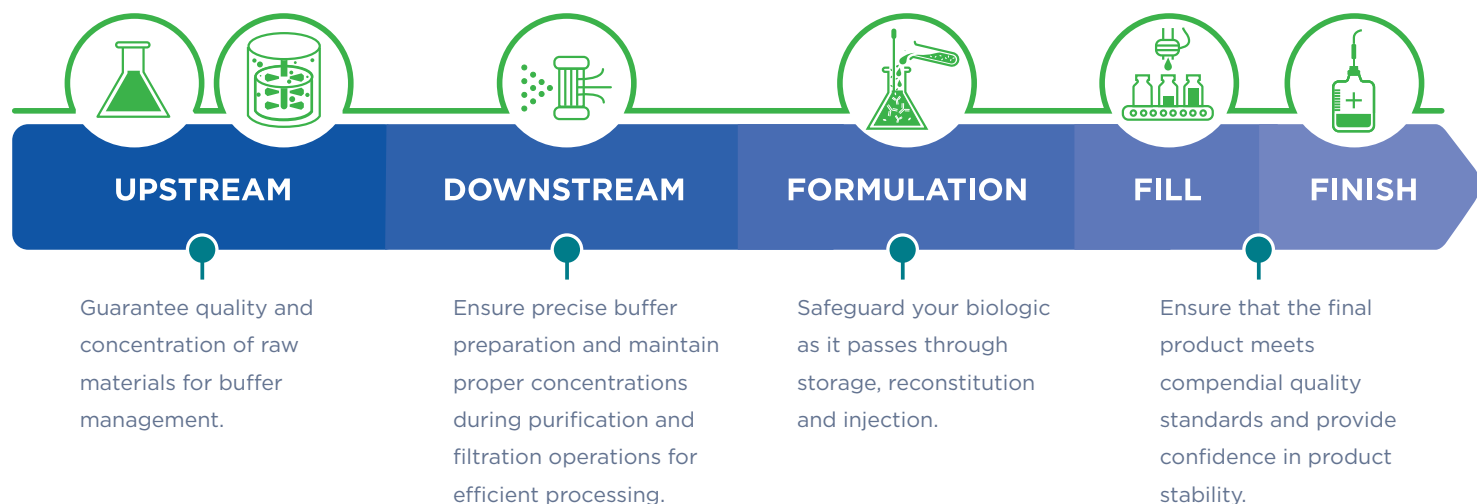 UPSTREAM
DOWNSTREAM
FORMULATION
FILL
FINISH
Guarantee quality and
concentration of raw
materials for buffer
management.
Ensure precise buffer
preparation and maintain
proper concentrations
during purification and
filtration operations for
efficient processing.
Safeguard your biologic
as it passes through
storage, reconstitution
and injection.
Ensure that the final
product meets
compendial quality
standards and provide
confidence in product
stability.